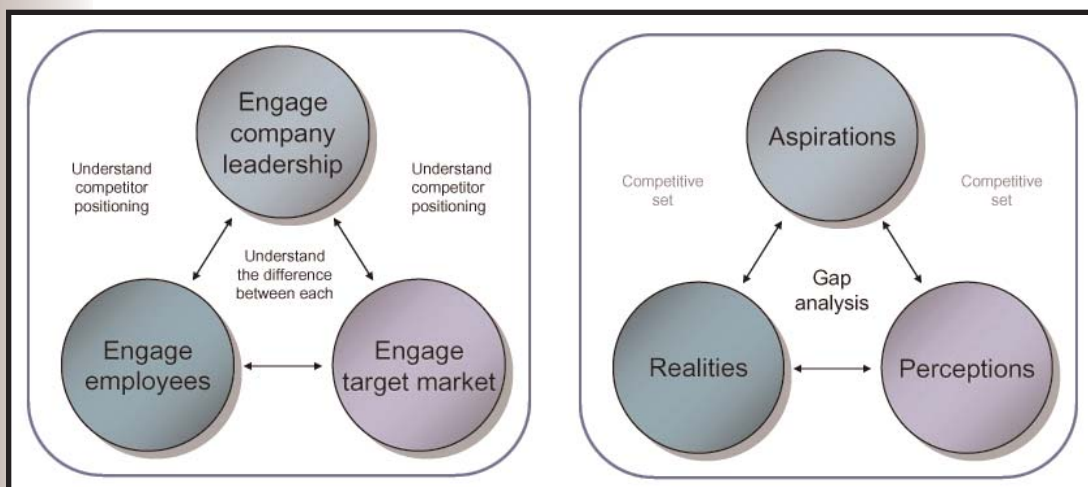 Engage
company
leadership
Understand
competitor
positioning
Understand
competitor
positioning
Understand
the difference
between each
Engage
employees
Engage
target market
Aspirations
Competitive
set
Competitive
set
Gap
analysis
Realities
Perceptions